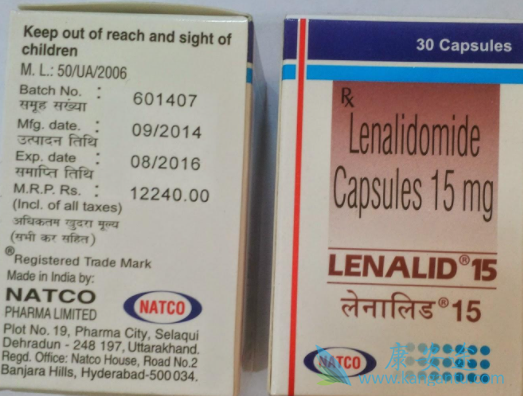 Keep out of reach and sight of
children
M. L.: 50/UA/2006
Batch No. : 601407
समूह सख्या
Mfg. date. : 09/2014
उत्पादन तिथि
Exp. date : 08/2016
समाप्ति तिथि
M.R.P. Rs. : 12240.00
(Incl. of all taxes)
अधिकतम खुदरा मूल्य
(सभी कर सहित)
®Registered Trade Mark
Made in India by:
NATCO
PHARMA LIMITED
NATCO
Plot No. 19, Pharma City, Selaqui
Dehradun - 248 197, Uttarakhand.
Regd. Office: Natco House, Road No.2
Banjara Hills, Hyderabad-500 034.
30 Capsules
Rx
Lenalidomide
Capsules 15 mg
LENALID® 15
लेनालिड® 15
NATCO